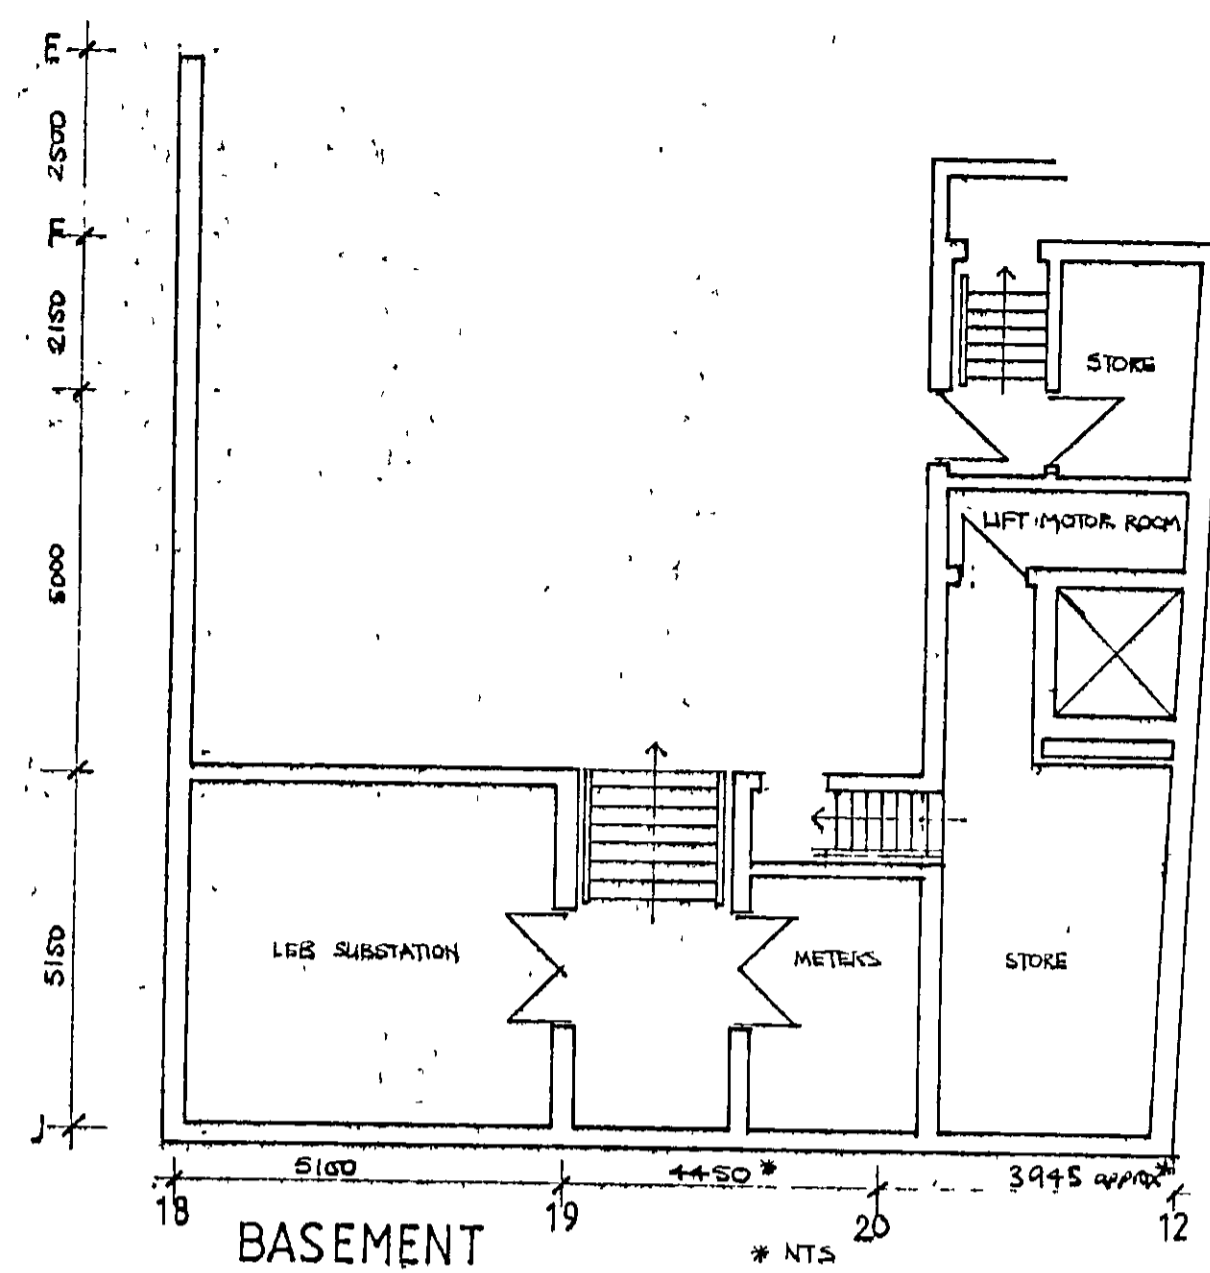 E
2500
F
2150
STORE
LIFT MOTOR ROOM
5000
LEB SUBSTATION
METERS
STORE
5150
J
5100
4450 *
3945 approx*
18
19
20
12
BASEMENT
* NTS